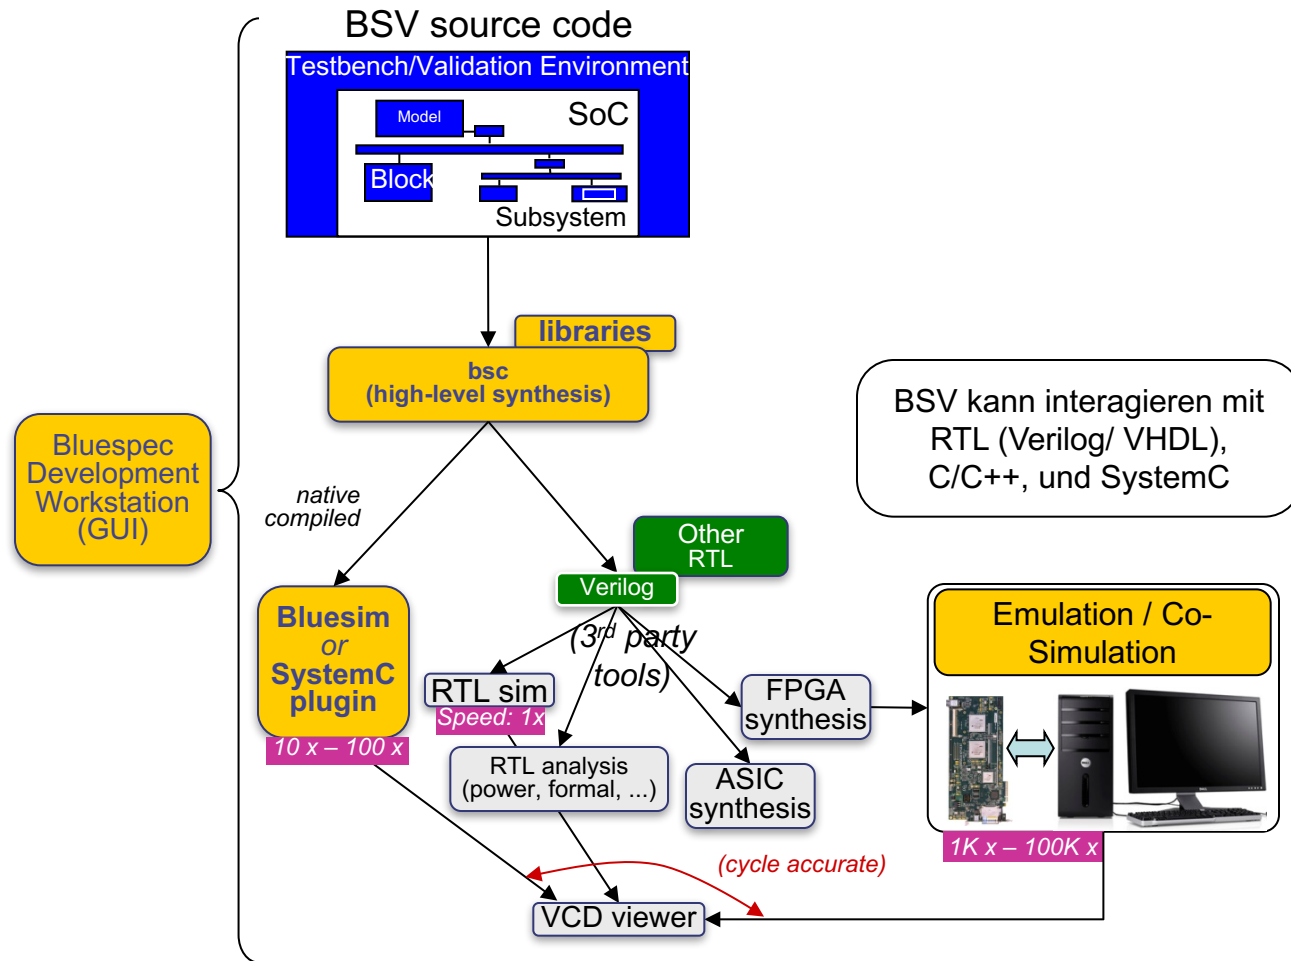 BSV source code
Testbench/Validation Environment
Model
SoC
Block
Subsystem
libraries
bsc
(high-level synthesis)
BSV kann interagieren mit
RTL (Verilog/ VHDL),
C/C++, und SystemC
Bluespec
Development
Workstation
(GUI)
native
compiled
Other
RTL
Verilog
Bluesim
or
SystemC
plugin
10 x – 100 x
(3rd party
tools)
RTL sim
Speed: 1x
RTL analysis
(power, formal, ...)
FPGA
synthesis
ASIC
synthesis
Emulation / Co-
Simulation
1K x – 100K x
(cycle accurate)
VCD viewer